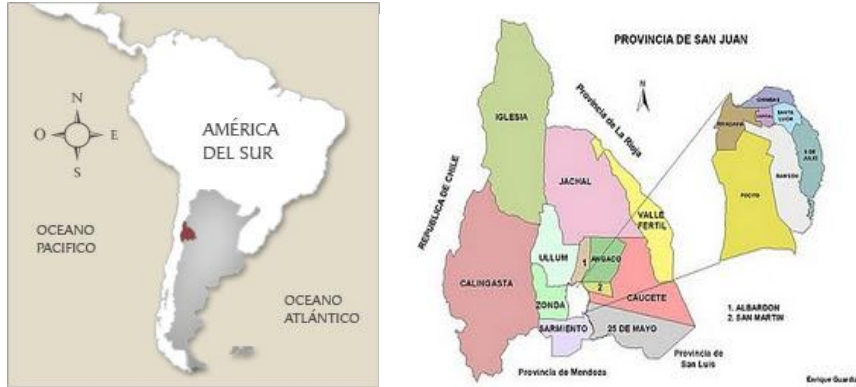 N
O
E
S
AMÉRICA
DEL SUR
OCEANO
PACIFICO
OCEANO
ATLÁNTICO
PROVINCIA DE SAN JUAN
N
IGLESIA
Provincia de La Rioja
REPUBLICA DE CHILE
JACHAL
VALLE
FERTIL
ULLUM
1
ANGACO
CALINGASTA
2
ZONDA
CAUCETE
SARMIENTO
25 DE MAYO
1. ALBARDON
2. SAN MARTIN
Provincia de
San Luis
Provincia de Mendoza
CHIMBAS
SANTA
LUCIA
9 DE
JULIO
RAWSON
POCITO
Enrique Guardia